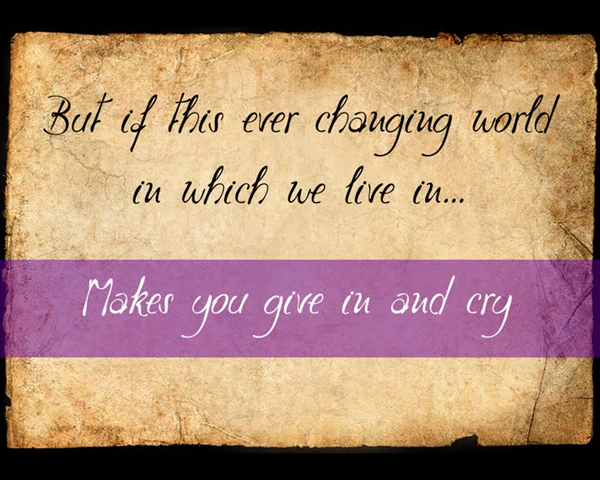 But if this ever changing world
in which we live in...
Makes you give in and cry